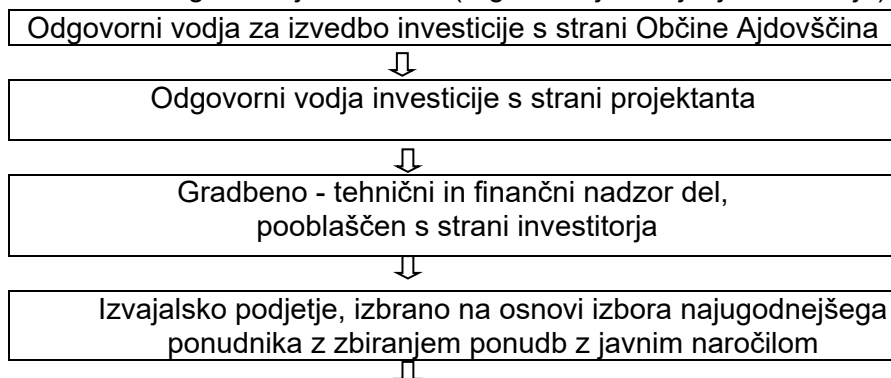 Odgovorni vodja za izvedbo investicije s strani Občine Ajdovščina
Odgovorni vodja investicije s strani projektanta
Gradbeno - tehnični in finančni nadzor del,
pooblaščen s strani investitorja
Izvajalsko podjetje, izbrano na osnovi izbora najugodnejšega
ponudnika z zbiranjem ponudb z javnim naročilom